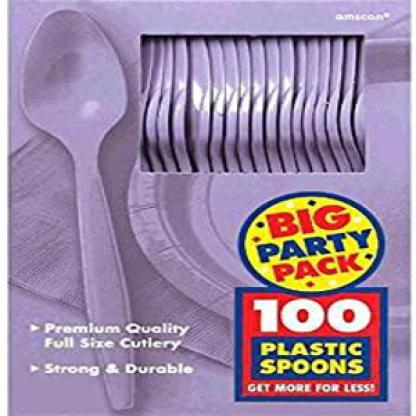 amscan®
BIG
PARTY
PACK
100
PLASTIC
SPOONS
GET MORE FOR LESS!
▸ Premium Quality
Full Size Cutlery
▸ Strong & Durable